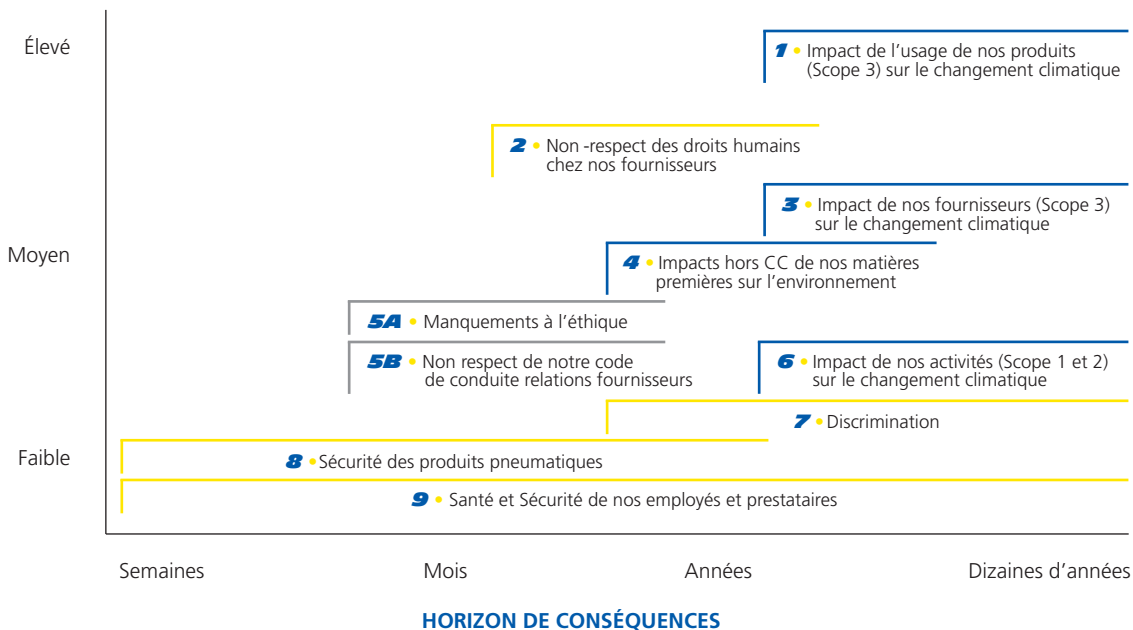 Élevé
1 • Impact de l'usage de nos produits
(Scope 3) sur le changement climatique
2 • Non -respect des droits humains
chez nos fournisseurs
3 • Impact de nos fournisseurs (Scope 3)
sur le changement climatique
Moyen
4 • Impacts hors CC de nos matières
premières sur l'environnement
5A • Manquements à l'éthique
5B • Non respect de notre code
de conduite relations fournisseurs
6 • Impact de nos activités (Scope 1 et 2)
sur le changement climatique
7 • Discrimination
Faible
8 • Sécurité des produits pneumatiques
9 • Santé et Sécurité de nos employés et prestataires
Semaines
Mois
Années
Dizaines d'années
HORIZON DE CONSÉQUENCES